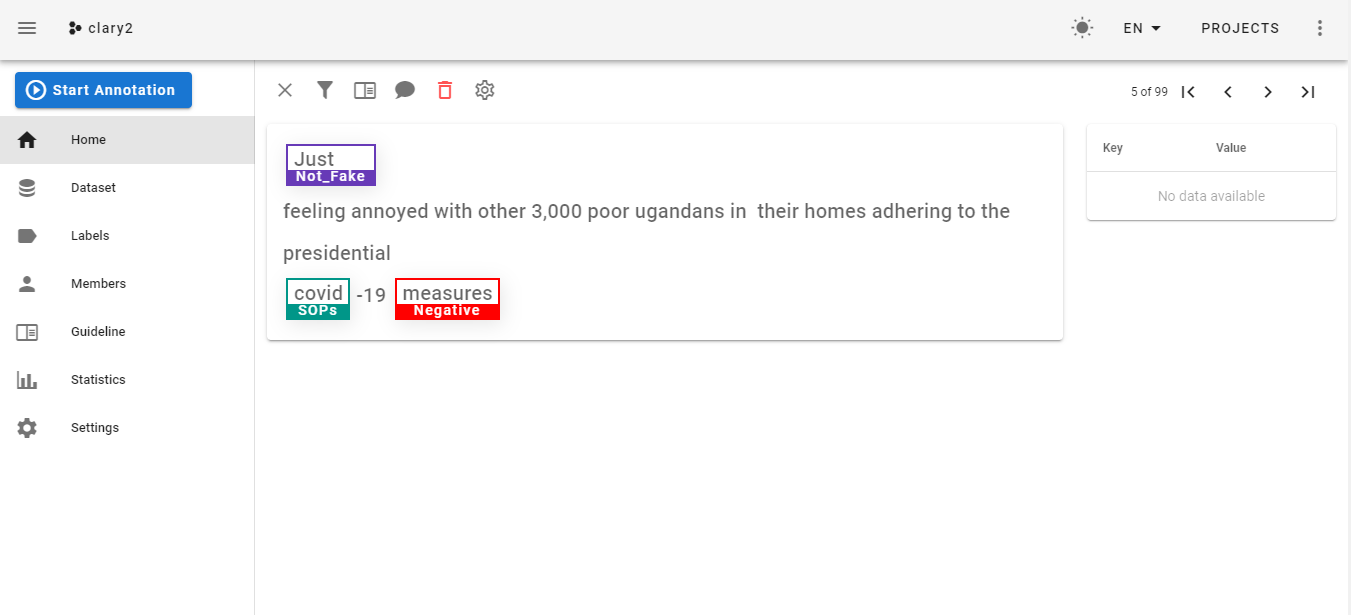 clary2
EN
PROJECTS
Start Annotation
Home
Dataset
Labels
Members
Guideline
Statistics
Settings
5 of 99
Just
Not_Fake
feeling annoyed with other 3,000 poor ugandans in  their homes adhering to the
presidential
covid -19 measures
SOPs Negative
Key Value
No data available